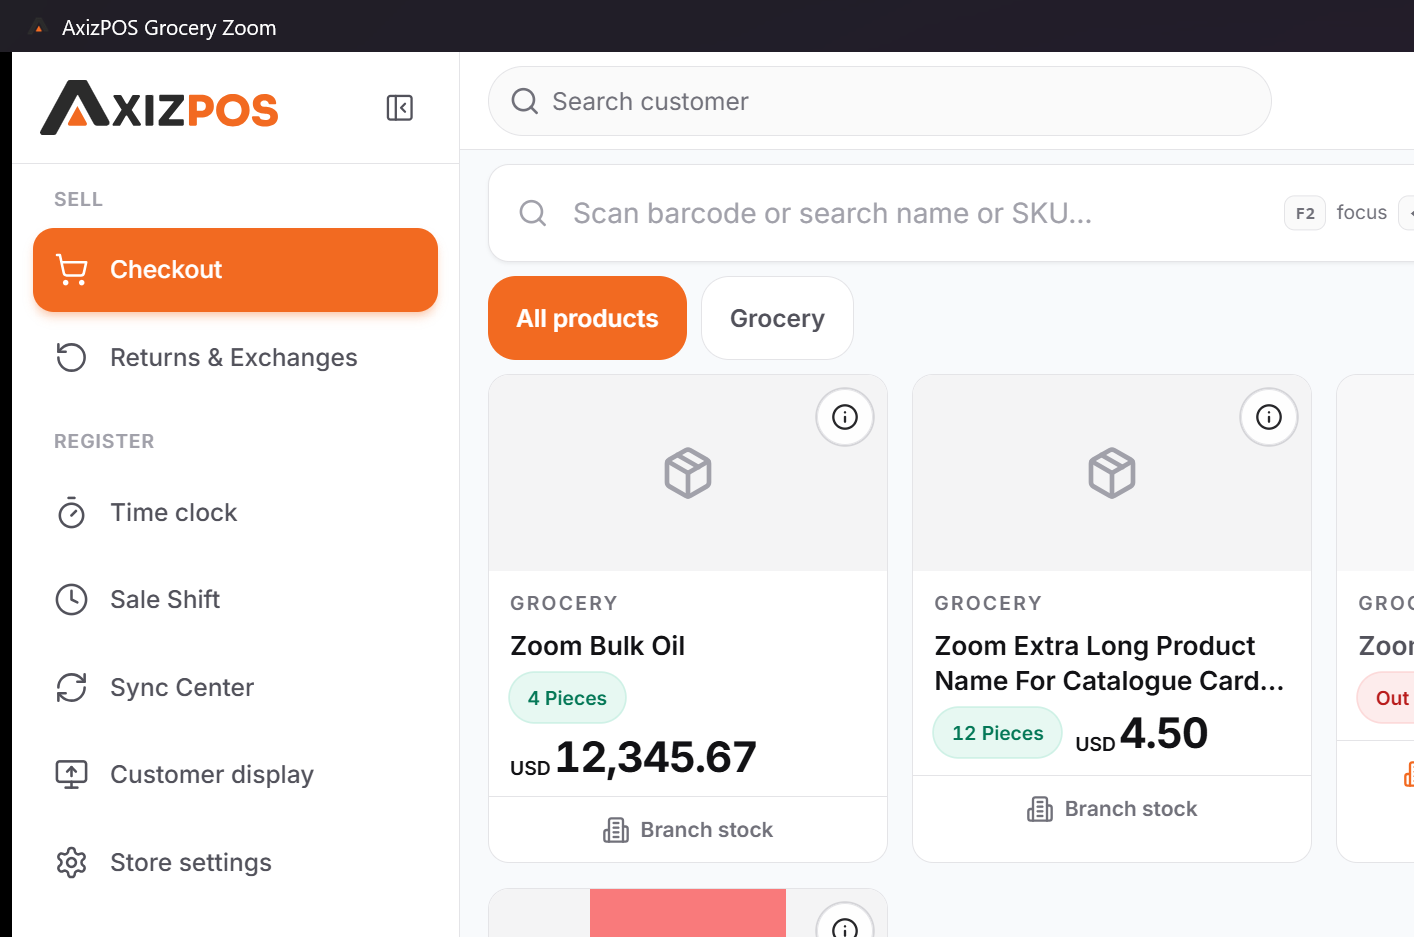 AxizPOS Grocery Zoom
AXIZPOS
Search customer
SELL
Scan barcode or search name or SKU...
F2 focus
Checkout
All products
Grocery
Returns & Exchanges
REGISTER
Time clock
Sale Shift
Sync Center
Customer display
Store settings
GROCERY
Zoom Bulk Oil
4 Pieces
USD 12,345.67
Branch stock
GROCERY
Zoom Extra Long Product
Name For Catalogue Card...
12 Pieces
USD 4.50
Branch stock
Out